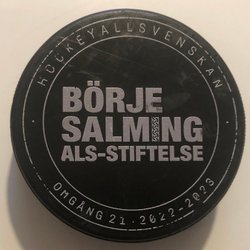 HOCKEYALLSVENSKAN
BÖRJE
SALMING
ALS-STIFTELSE
OMGÅNG 21 · 2022-2023